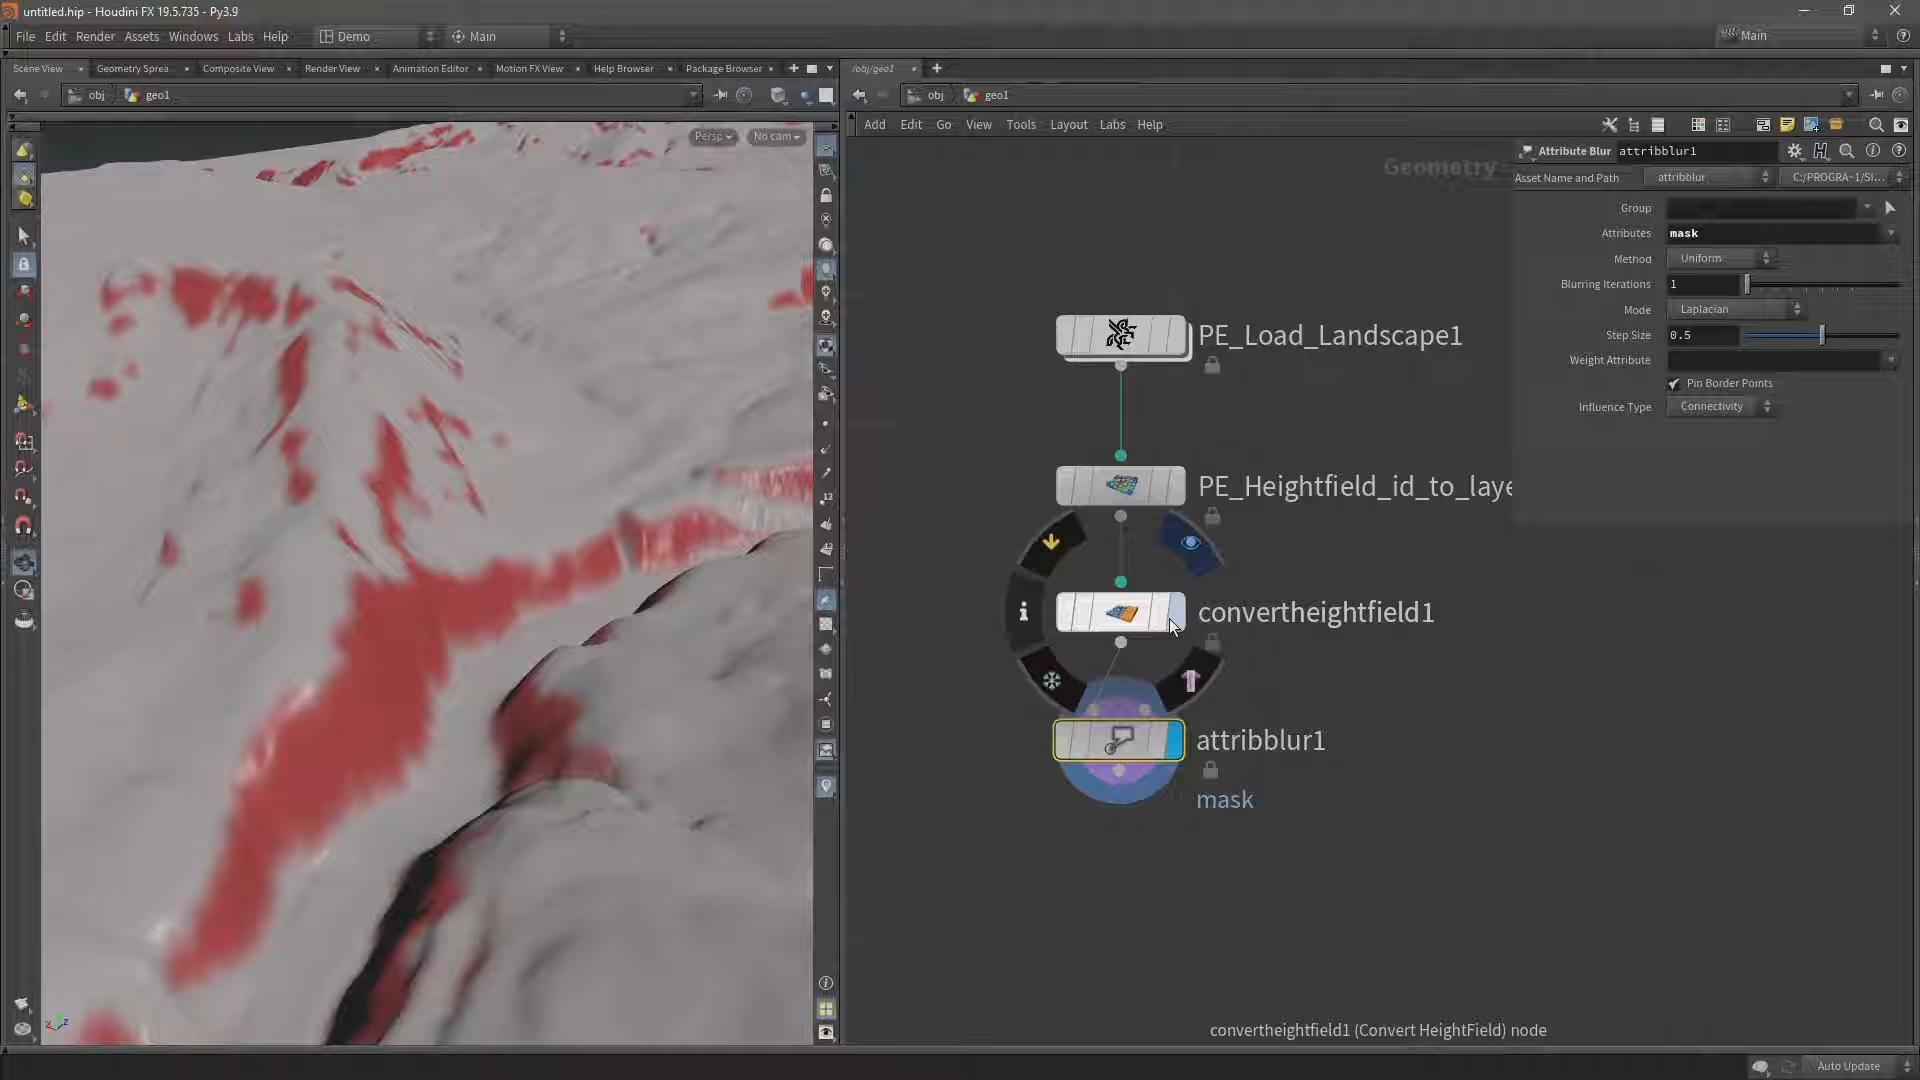 untitled.hip - Houdini FX 19.5.735 - Py3.9
File Edit Render Assets Windows Labs Help Demo Main Main
Scene View Geometry Sprea Composite View Render View Animation Editor Motion FX View Help Browser Package Browser
/obj/geo1
obj geo1
obj geo1
Add Edit Go View Tools Layout Labs Help
Persp No cam
Geometry
Attribute Blur attribblur1
Asset Name and Path attribblur C:/PROGRA~1/SI...
Group
Attributes mask
Method Uniform
Blurring Iterations 1
Mode Laplacian
Step Size 0.5
Weight Attribute
Pin Border Points
Influence Type Connectivity
PE_Load_Landscape1
PE_Heightfield_id_to_laye
convertheightfield1
attribblur1
mask
convertheightfield1 (Convert HeightField) node
Auto Update